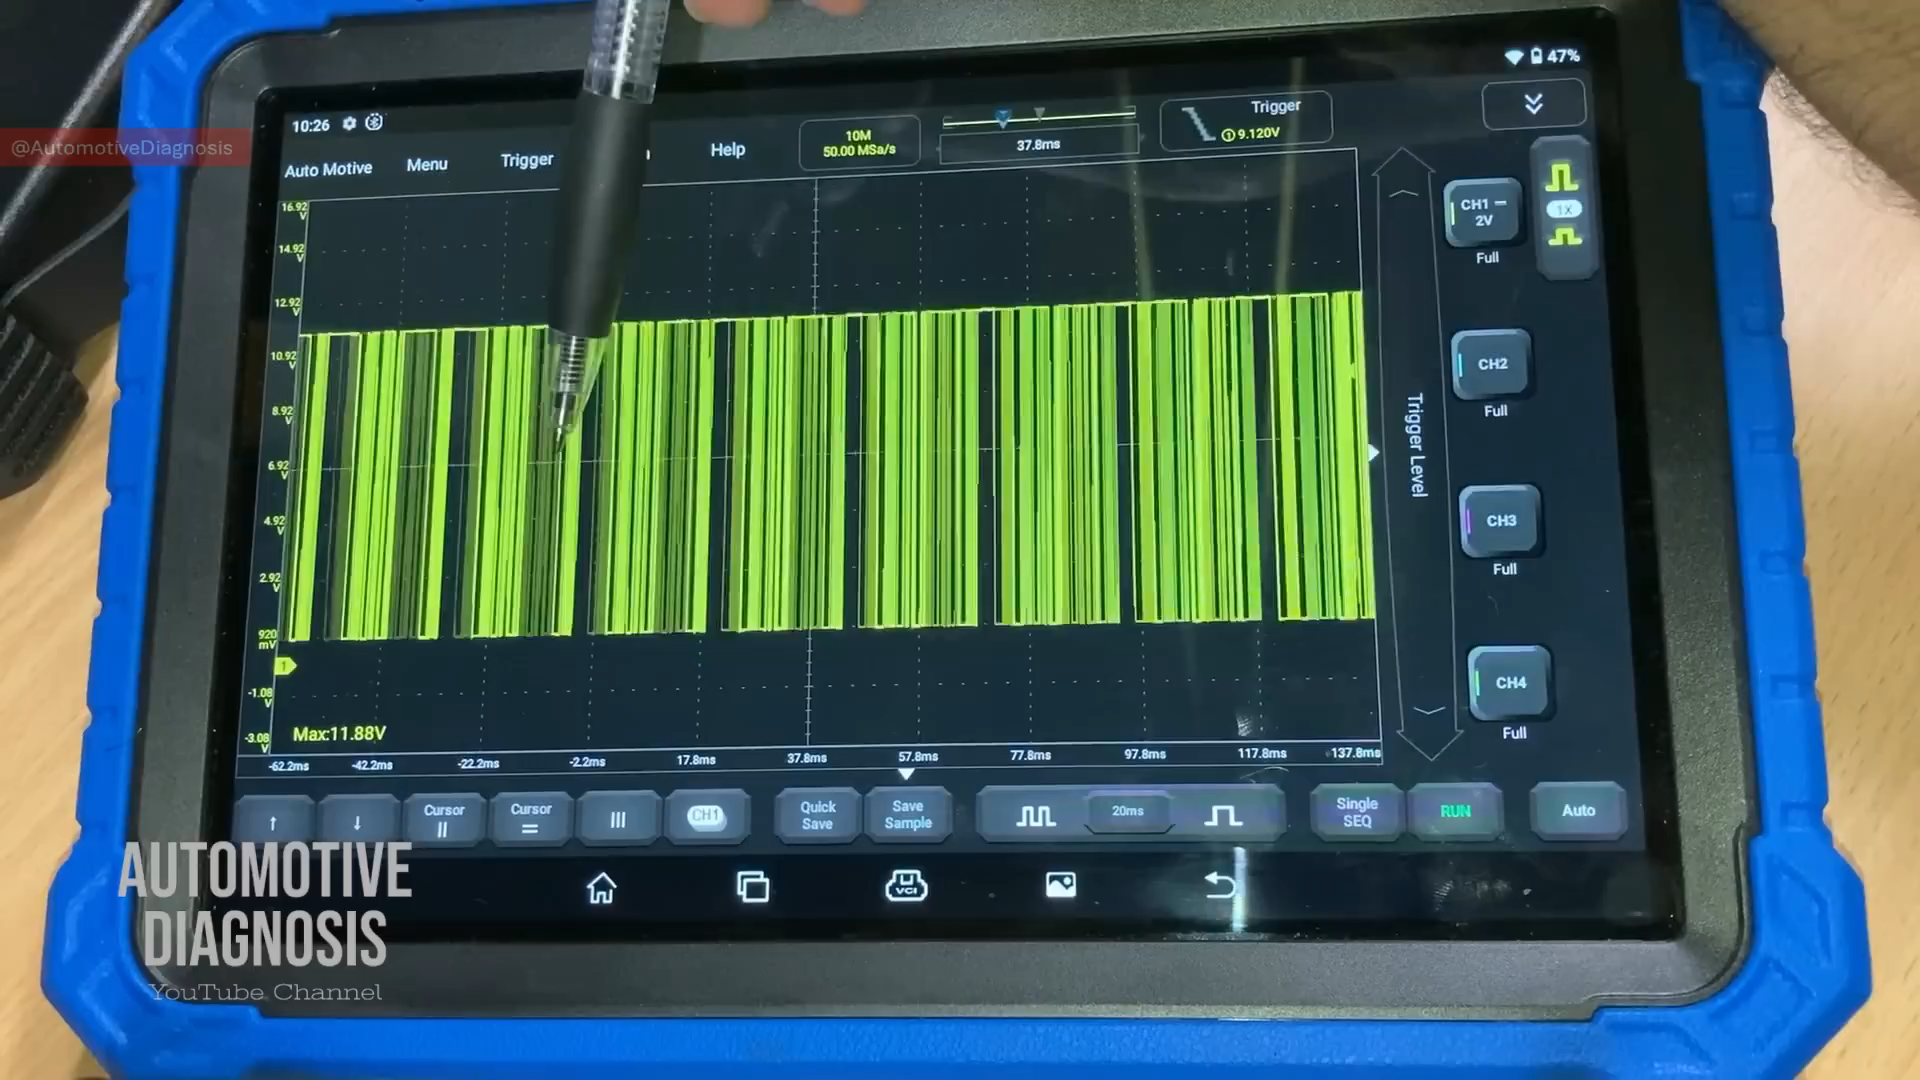 47%
10:26
Trigger
10M
50.00 MSa/s
37.8ms
① 9.120V
@AutomotiveDiagnosis
Auto Motive
Menu
Trigger
Help
16.92
V
14.92
V
12.92
V
10.92
V
8.92
V
6.92
V
4.92
V
2.92
V
920
mV
1
-1.08
V
-3.08
V
CH1
2V
Full
1X
CH2
Full
Trigger Level
CH3
Full
CH4
Full
Max:11.88V
-62.2ms
-42.2ms
-22.2ms
-2.2ms
17.8ms
37.8ms
57.8ms
77.8ms
97.8ms
117.8ms
137.8ms
Cursor
Cursor
CH1
Quick
Save
Save
Sample
20ms
Single
SEQ
RUN
Auto
VCI
AUTOMOTIVE
DIAGNOSIS
YouTube Channel